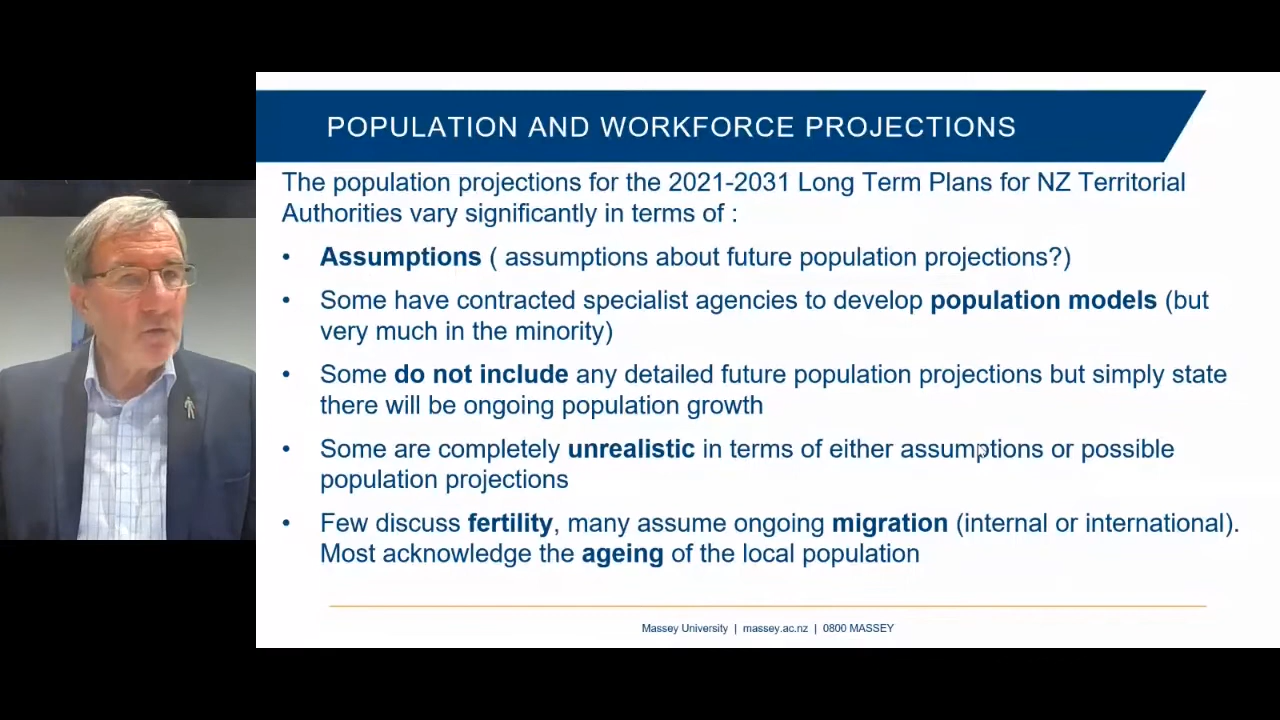 POPULATION AND WORKFORCE PROJECTIONS
The population projections for the 2021-2031 Long Term Plans for NZ Territorial
Authorities vary significantly in terms of :
• Assumptions ( assumptions about future population projections?)
• Some have contracted specialist agencies to develop population models (but
very much in the minority)
• Some do not include any detailed future population projections but simply state
there will be ongoing population growth
• Some are completely unrealistic in terms of either assumptions or possible
population projections
• Few discuss fertility, many assume ongoing migration (internal or international).
Most acknowledge the ageing of the local population
Massey University | massey.ac.nz | 0800 MASSEY